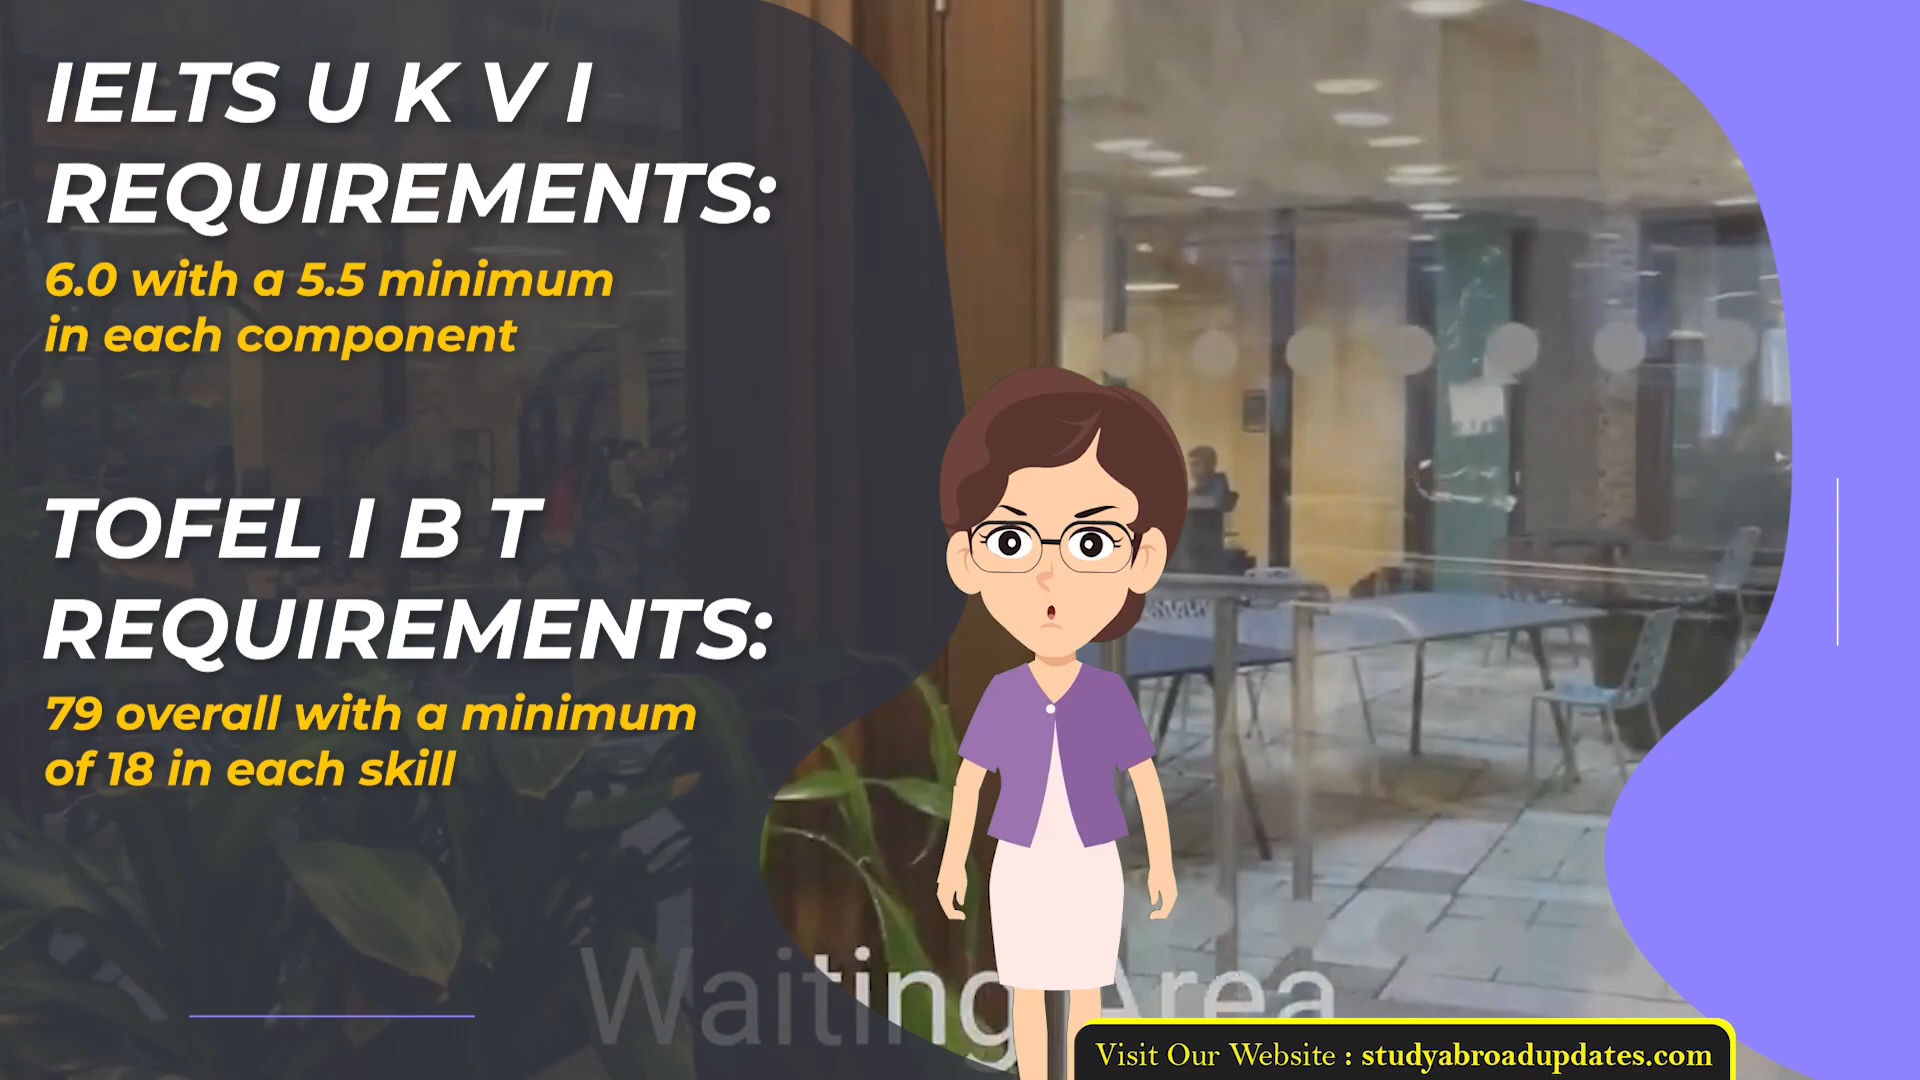 IELTS U K V I
REQUIREMENTS:
6.0 with a 5.5 minimum
in each component
TOFEL I B T
REQUIREMENTS:
79 overall with a minimum
of 18 in each skill
Waiting Area
Visit Our Website : studyabroadupdates.com